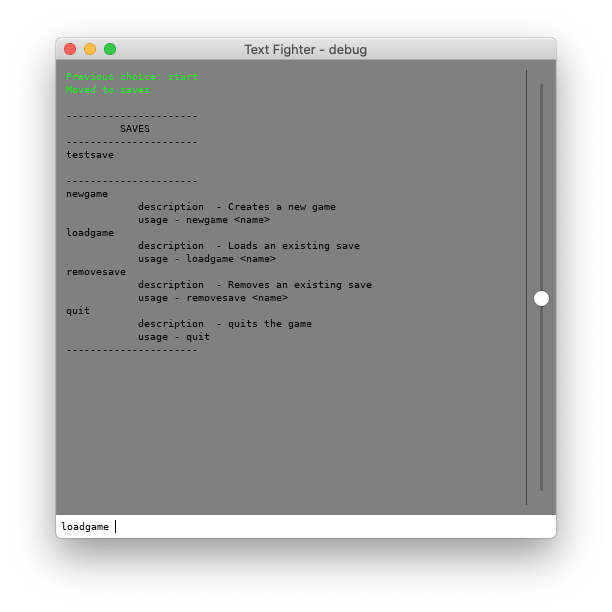 Text Fighter - debug
Previous choice: start
Moved to saves
----------------------
SAVES
----------------------
testsave
----------------------
newgame
description  - Creates a new game
usage - newgame <name>
loadgame
description  - Loads an existing save
usage - loadgame <name>
removesave
description  - Removes an existing save
usage - removesave <name>
quit
description  - quits the game
usage - quit
----------------------
loadgame